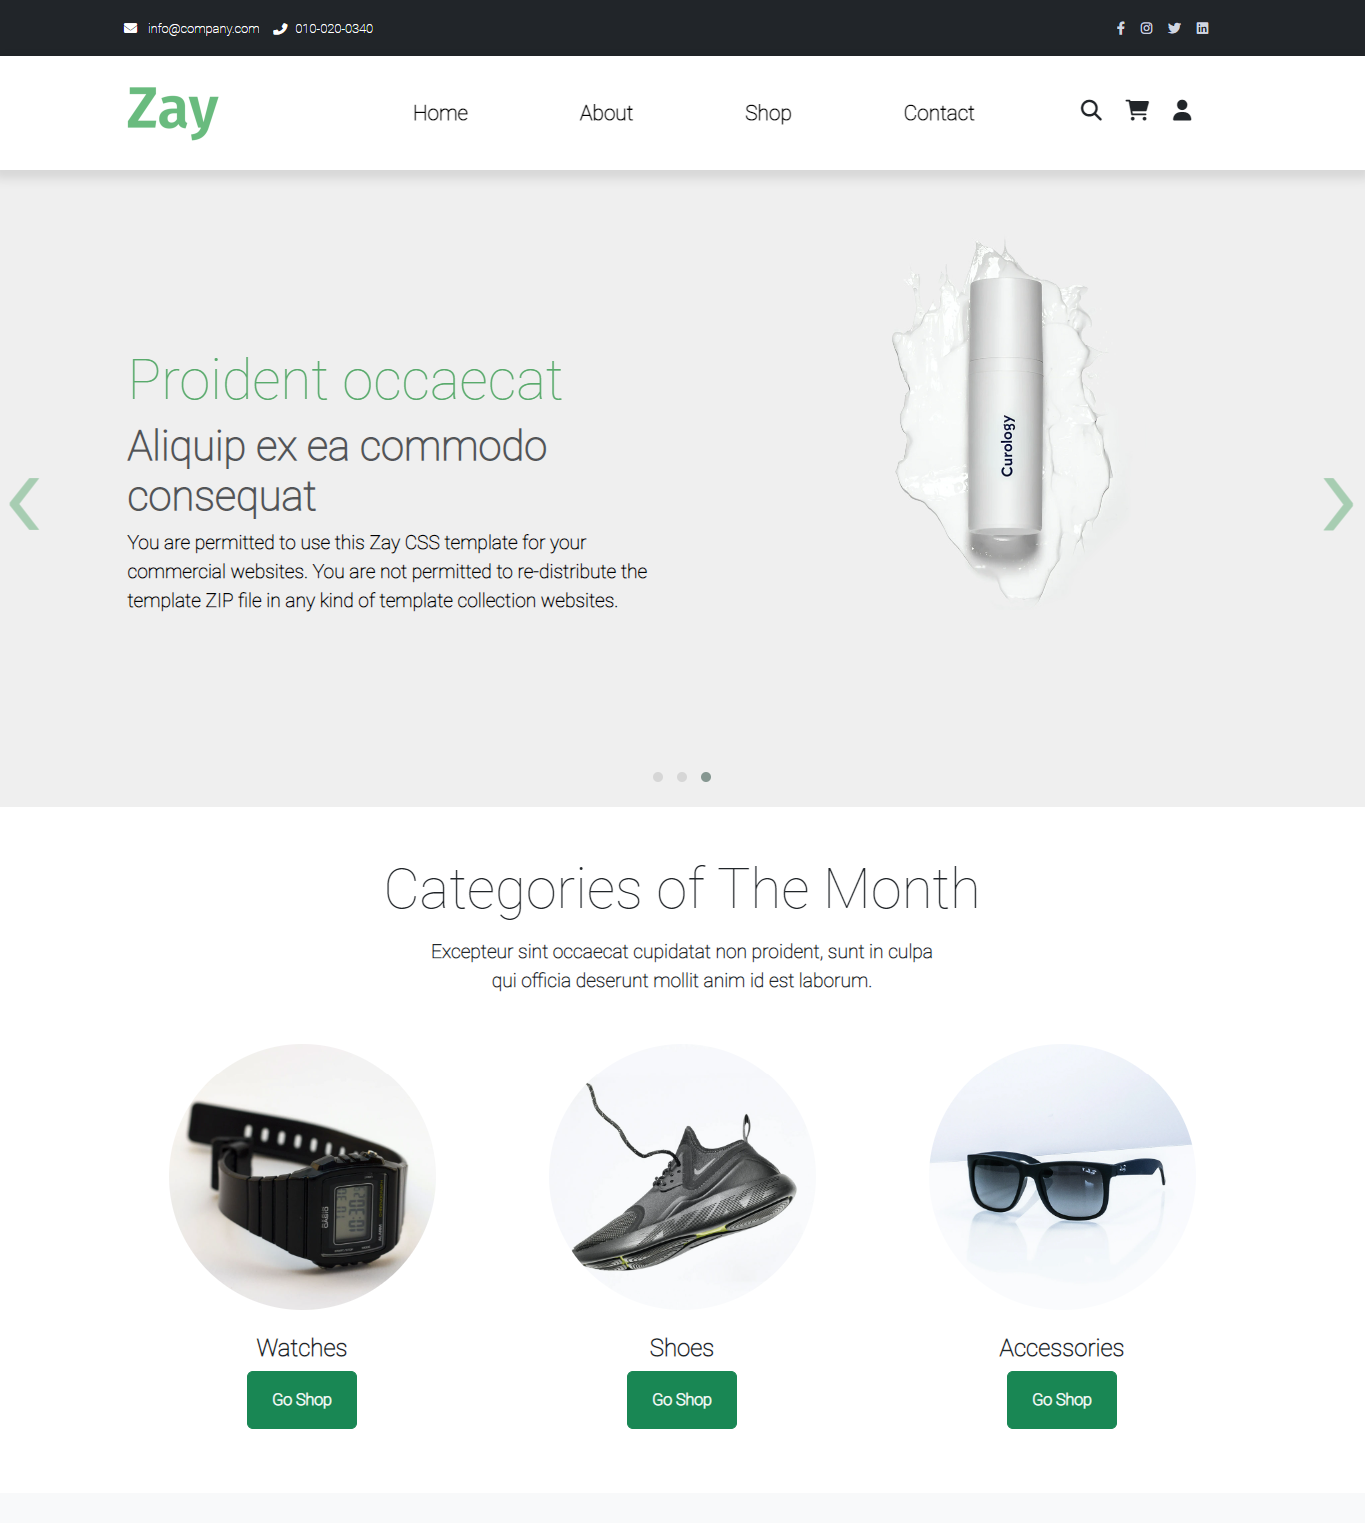 info@company.com 010-020-0340
Zay
Home About Shop Contact
Proident occaecat
Aliquip ex ea commodo
consequat
You are permitted to use this Zay CSS template for your
commercial websites. You are not permitted to re-distribute the
template ZIP file in any kind of template collection websites.
Curology
Categories of The Month
Excepteur sint occaecat cupidatat non proident, sunt in culpa
qui officia deserunt mollit anim id est laborum.
CASIO
Watches
Shoes
Accessories
Go Shop
Go Shop
Go Shop